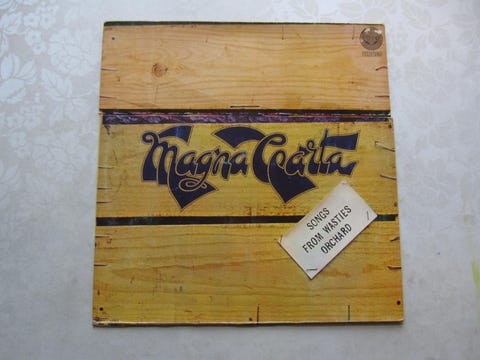 Magna Carta
SONGS
FROM WASTIES
ORCHARD